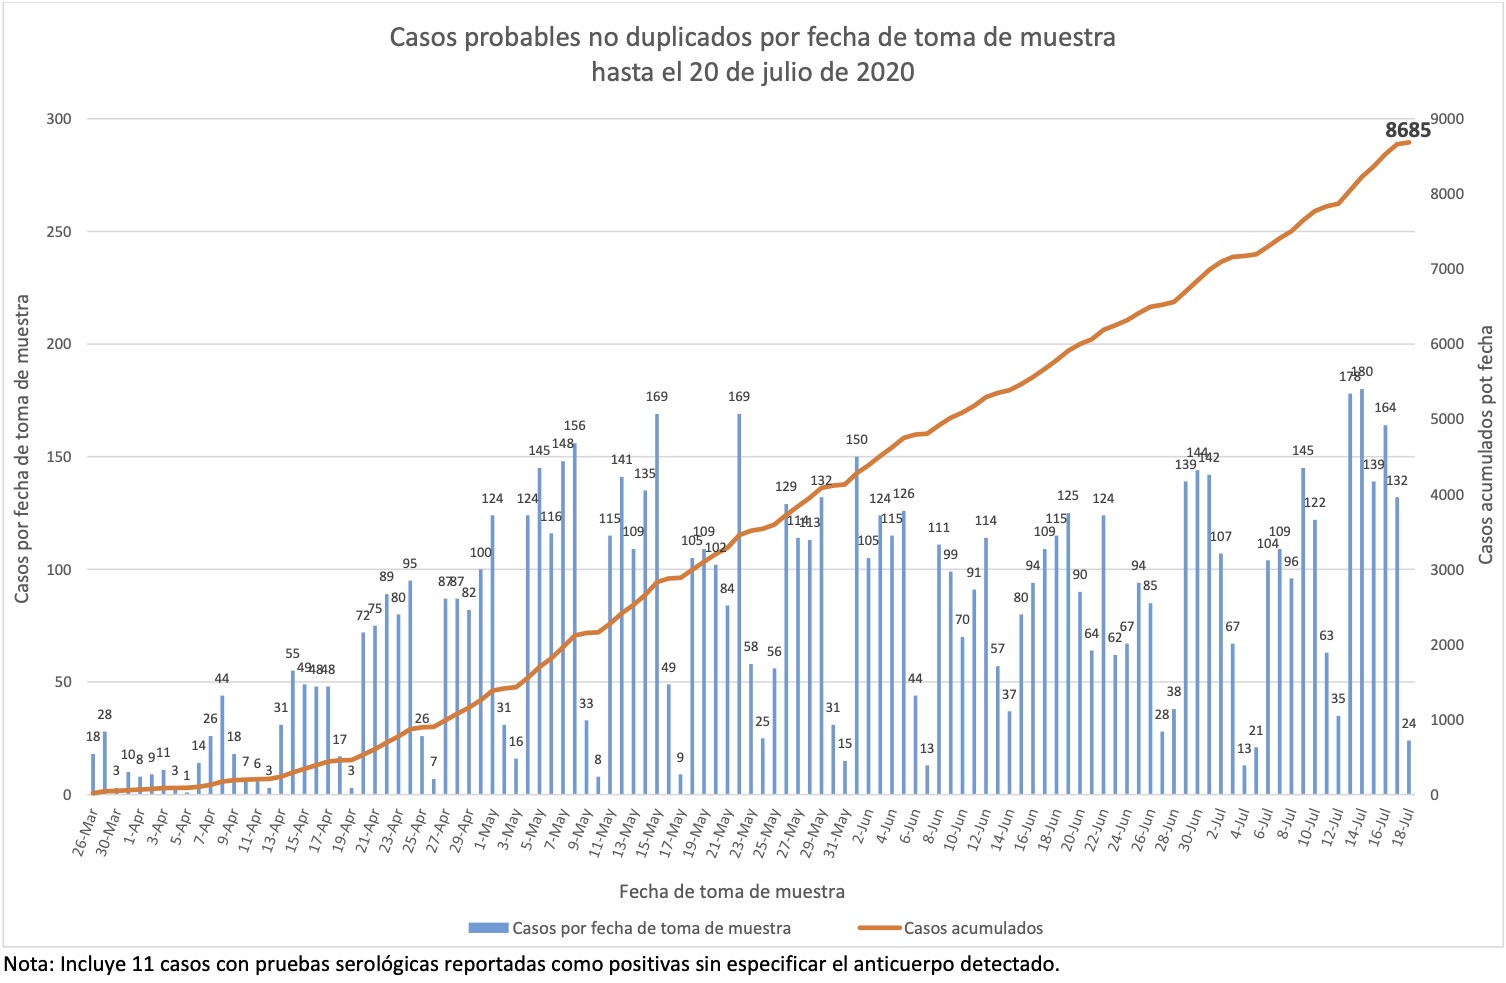 Casos probables no duplicados por fecha de toma de muestra
hasta el 20 de julio de 2020
Casos por fecha de toma de muestra
300
250
200
150
100
50
0
18
28
3
10
8
9
11
3
1
14
26
44
18
7
6
3
31
55
49
48
48
17
3
72
75
89
80
95
26
7
87
87
82
100
124
31
16
124
145
116
148
156
33
8
115
141
109
135
169
49
9
105
109
102
84
169
58
25
56
129
114
113
132
31
15
150
105
124
115
126
44
13
111
99
70
91
114
57
37
80
94
109
115
125
90
64
124
62
67
94
85
28
38
139
144
142
107
67
13
21
104
109
96
145
122
63
35
178
180
139
164
132
24
8685
9000
8000
7000
6000
5000
4000
3000
2000
1000
0
Casos acumulados pot fecha
26-Mar
30-Mar
1-Apr
3-Apr
5-Apr
7-Apr
9-Apr
11-Apr
13-Apr
15-Apr
17-Apr
19-Apr
21-Apr
23-Apr
25-Apr
27-Apr
29-Apr
1-May
3-May
5-May
7-May
9-May
11-May
13-May
15-May
17-May
19-May
21-May
23-May
25-May
27-May
29-May
31-May
2-Jun
4-Jun
6-Jun
8-Jun
10-Jun
12-Jun
14-Jun
16-Jun
18-Jun
20-Jun
22-Jun
24-Jun
26-Jun
28-Jun
30-Jun
2-Jul
4-Jul
6-Jul
8-Jul
10-Jul
12-Jul
14-Jul
16-Jul
18-Jul
Fecha de toma de muestra
Casos por fecha de toma de muestra
Casos acumulados
Nota: Incluye 11 casos con pruebas serológicas reportadas como positivas sin especificar el anticuerpo detectado.